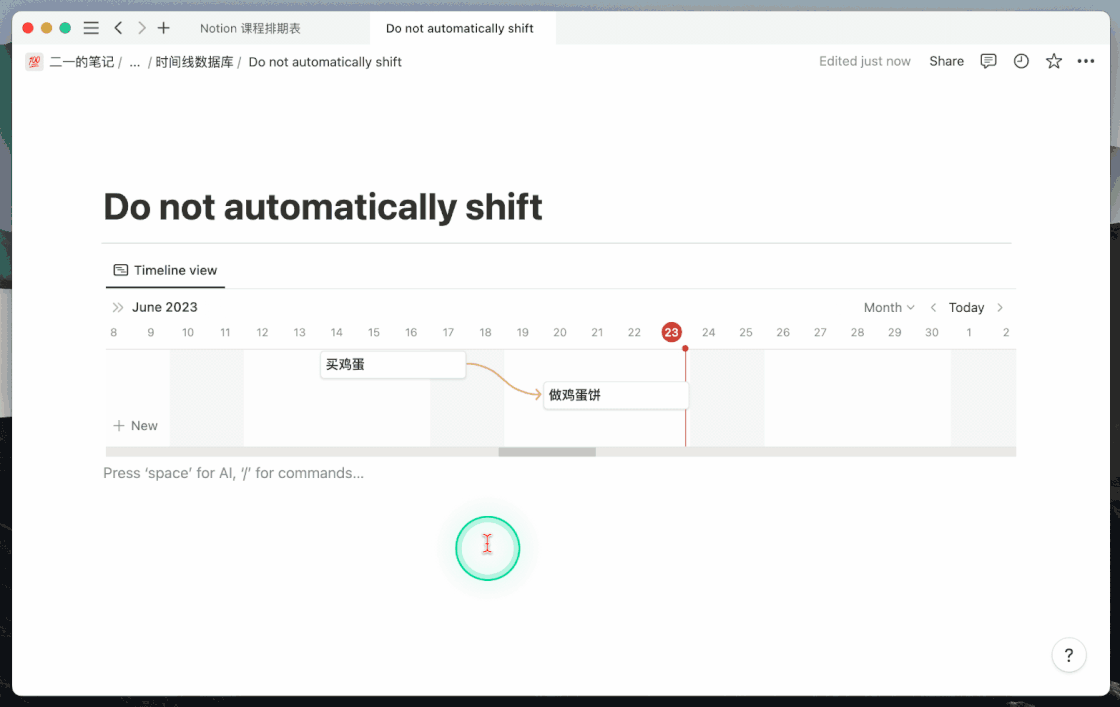 Notion 课程排期表 Do not automatically shift
💯 二一的笔记 / ... / 时间线数据库 / Do not automatically shift Edited just now Share
Do not automatically shift
Timeline view
June 2023 Month Today
8 9 10 11 12 13 14 15 16 17 18 19 20 21 22 23 24 25 26 27 28 29 30 1 2
买鸡蛋
做鸡蛋饼
+ New
Press ‘space’ for AI, ‘/’ for commands…
?